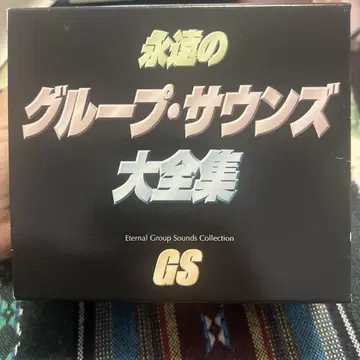 永遠の
グループ・サウンズ
大全集
Eternal Group Sounds Collection
GS